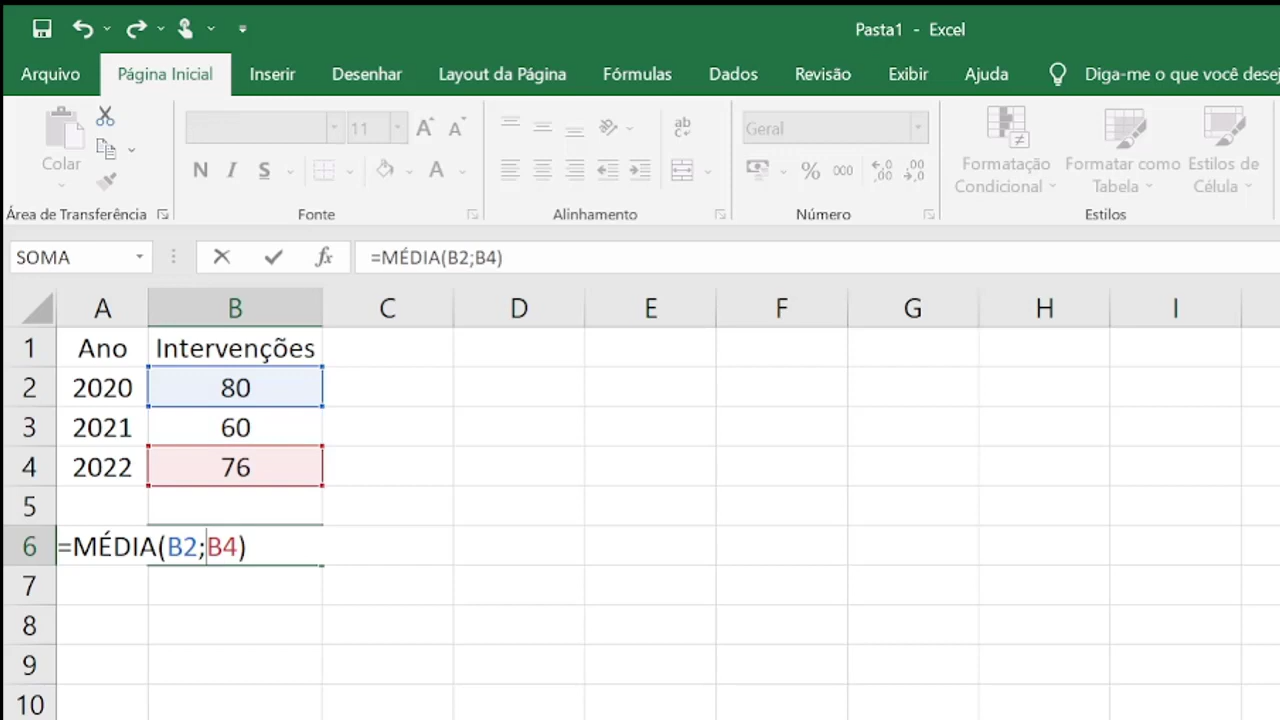 Pasta1 - Excel
Arquivo Página Inicial Inserir Desenhar Layout da Página Fórmulas Dados Revisão Exibir Ajuda Diga-me o que você desej
Colar
11
A A
ab
c
Geral
N I S A
% 000
,00
,00
Formatação
Condicional
Formatar como
Tabela
Estilos de
Célula
Área de Transferência Fonte Alinhamento Número Estilos
SOMA fx =MÉDIA(B2;B4)
A B C D E F G H I
1 Ano Intervenções
2 2020 80
3 2021 60
4 2022 76
5
6 =MÉDIA(B2;B4)
7
8
9
10